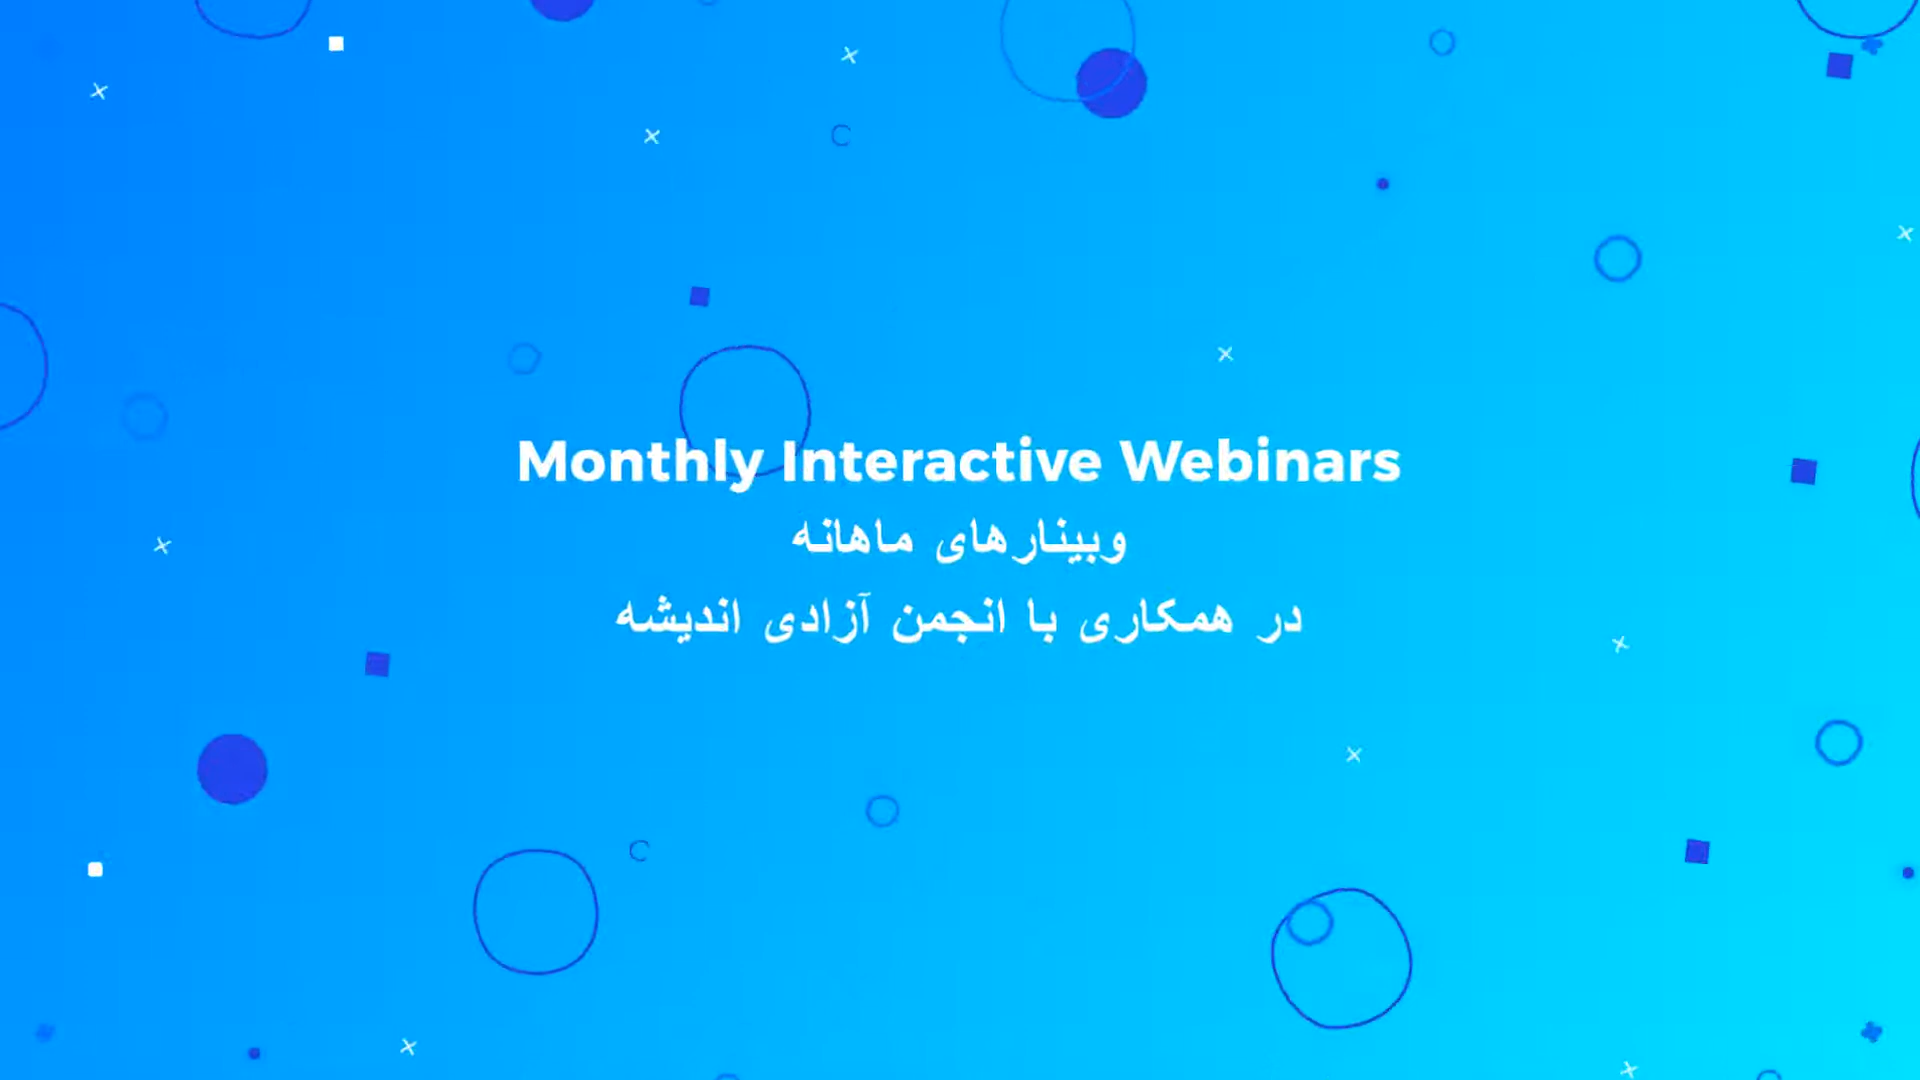 Monthly Interactive Webinars
وبینارهای ماهانه
در همکاری با انجمن آزادی اندیشه